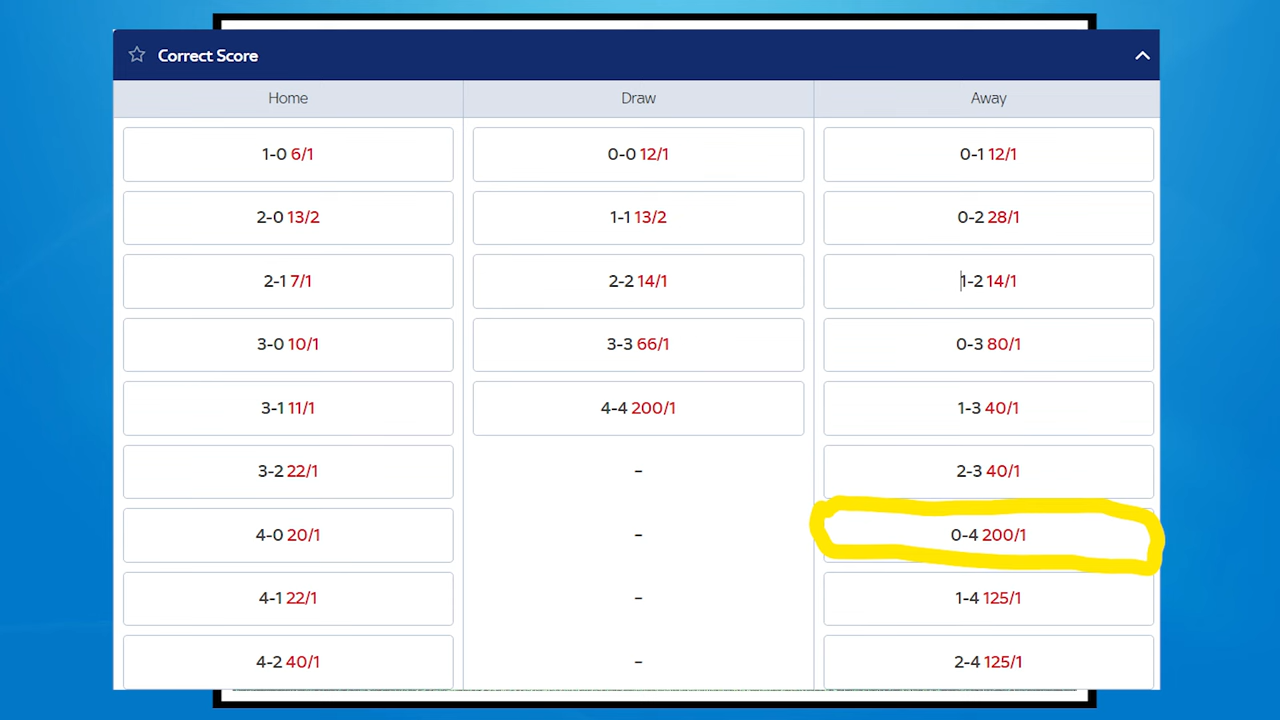 Correct Score
Home Draw Away
1-0 6/1 0-0 12/1 0-1 12/1
2-0 13/2 1-1 13/2 0-2 28/1
2-1 7/1 2-2 14/1 1-2 14/1
3-0 10/1 3-3 66/1 0-3 80/1
3-1 11/1 4-4 200/1 1-3 40/1
3-2 22/1 - 2-3 40/1
4-0 20/1 - 0-4 200/1
4-1 22/1 - 1-4 125/1
4-2 40/1 - 2-4 125/1